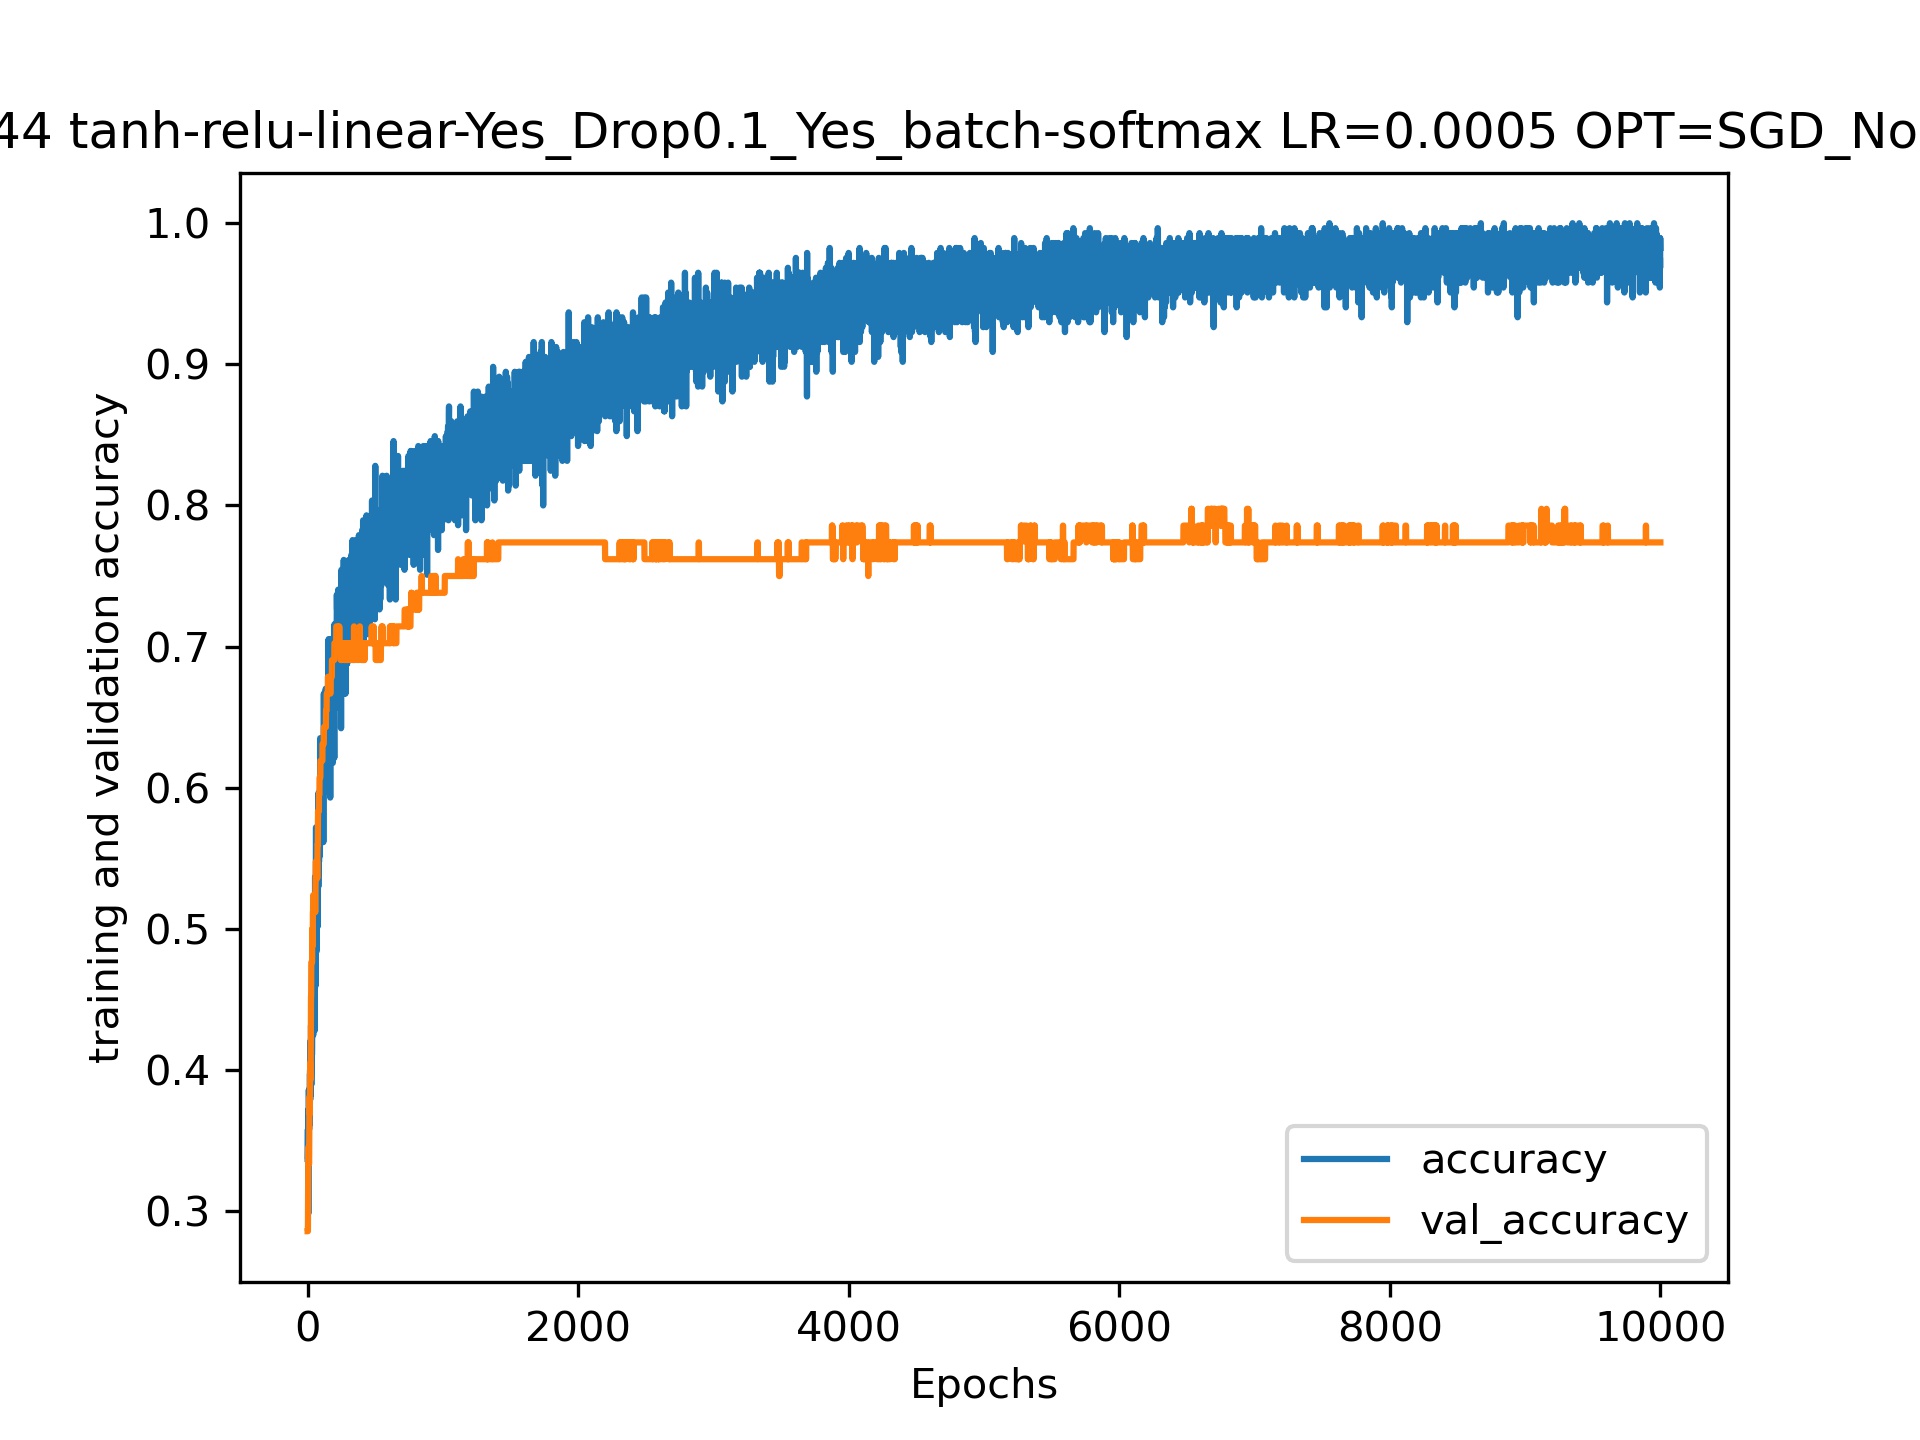 44 tanh-relu-linear-Yes_Drop0.1_Yes_batch-softmax LR=0.0005 OPT=SGD_No
training and validation accuracy
1.0
0.9
0.8
0.7
0.6
0.5
0.4
0.3
accuracy
val_accuracy
0 2000 4000 6000 8000 10000
Epochs